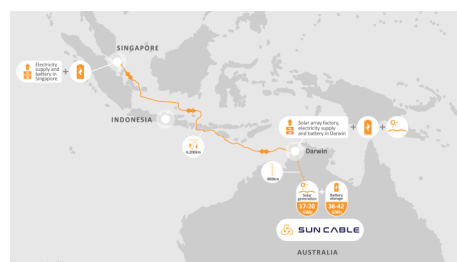 SINGAPORE
Electricity
supply and
battery in
Singapore
+
INDONESIA
4,200km
Solar array factory,
electricity supply
and battery in Darwin
+
+
Darwin
800km
Solar
generation
17-20
GWp
Battery
storage
36-42
GWh
SUN CABLE
AUSTRALIA